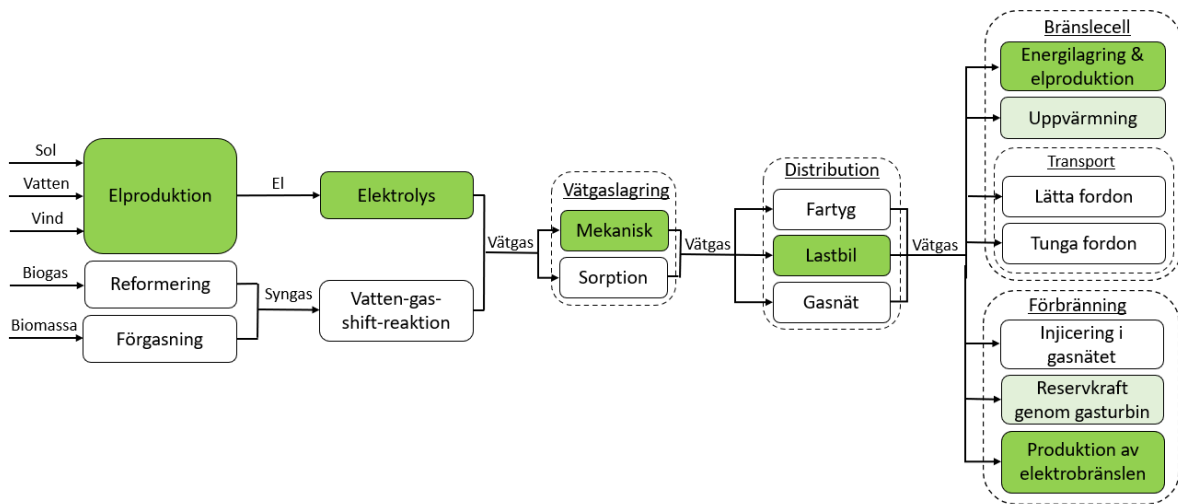 Sol
Vatten
Vind
Elproduktion
El
Elektrolys
Biogas
Reformering
Biomassa
Förgasning
Syngas
Vatten-gas-
shift-reaktion
Vätgas
Vätgaslagring
Mekanisk
Sorption
Vätgas
Distribution
Fartyg
Lastbil
Gasnät
Vätgas
Bränslecell
Energilagring &
elproduktion
Uppvärmning
Transport
Lätta fordon
Tunga fordon
Förbränning
Injicering i
gasnätet
Reservkraft
genom gasturbin
Produktion av
elektrobränslen